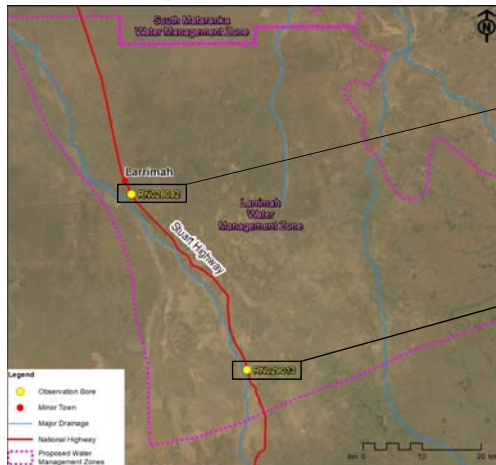 South Mataranka
Water Management Zone
N
Larrimah
RN028082
Larrimah
Water
Management Zone
Stuart Highway
RN029013
Legend
Observation Bore
Minor Town
Major Drainage
National Highway
Proposed Water
Management Zones
km 0 10 20